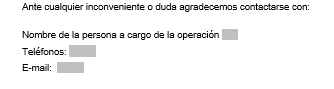 Ante cualquier inconveniente o duda agradecemos contactarse con:
Nombre de la persona a cargo de la operación
Teléfonos:
E-mail: